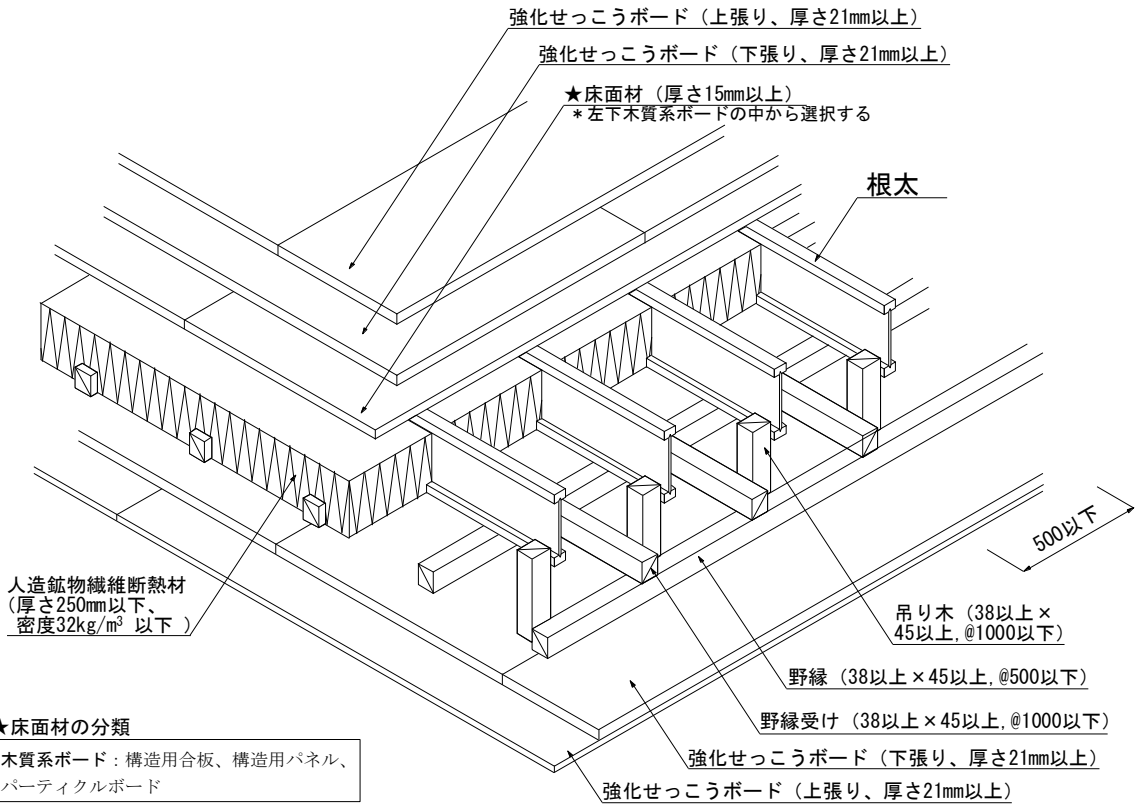 強化せっこうボード（上張り、厚さ21mm以上）
強化せっこうボード（下張り、厚さ21mm以上）
★床面材（厚さ15mm以上）
＊左下木質系ボードの中から選択する
根太
500以下
人造鉱物繊維断熱材
(厚さ250mm以下、
密度32kg/m³ 以下 )
吊り木（38以上×
45以上,@1000以下）
野縁（38以上×45以上,@500以下）
野縁受け（38以上×45以上,@1000以下）
強化せっこうボード（下張り、厚さ21mm以上）
強化せっこうボード（上張り、厚さ21mm以上）
★床面材の分類
木質系ボード：構造用合板、構造用パネル、
パーティクルボード